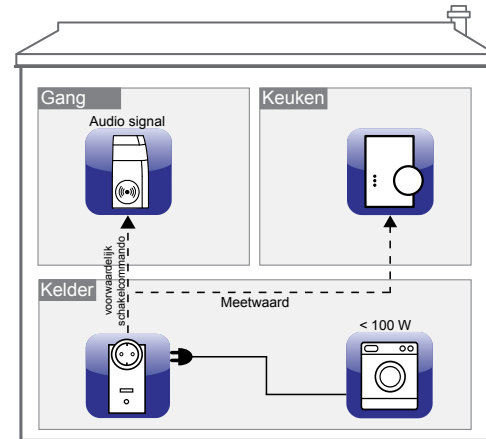 Gang
Keuken
Audio signal
voorwaardelijk
schakelcommando
Kelder
Meetwaard
< 100 W